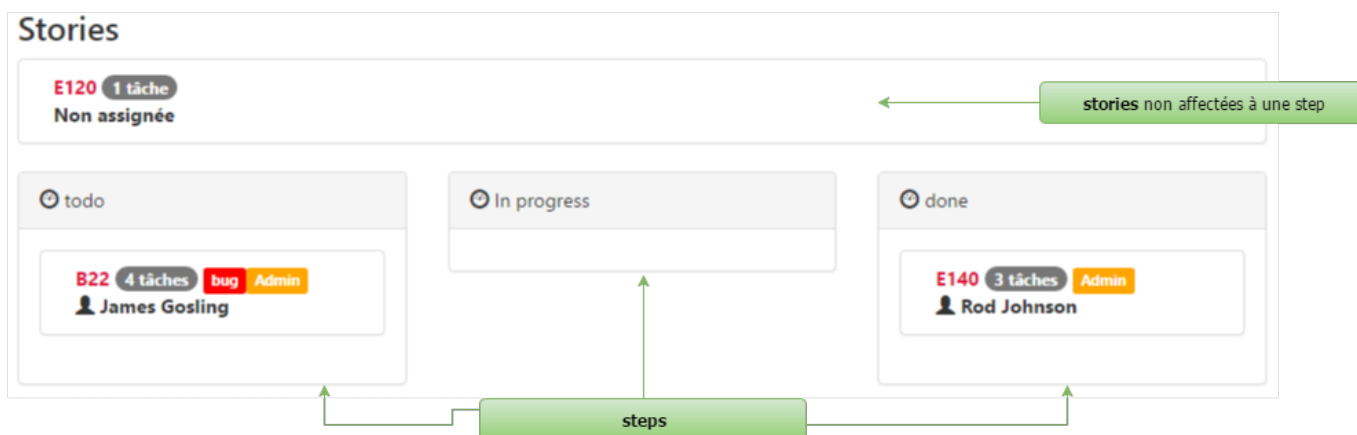 Stories
E120 1 tâche
Non assignée
stories non affectées à une step
todo
In progress
done
B22 4 tâches bug Admin
James Gosling
E140 3 tâches Admin
Rod Johnson
steps